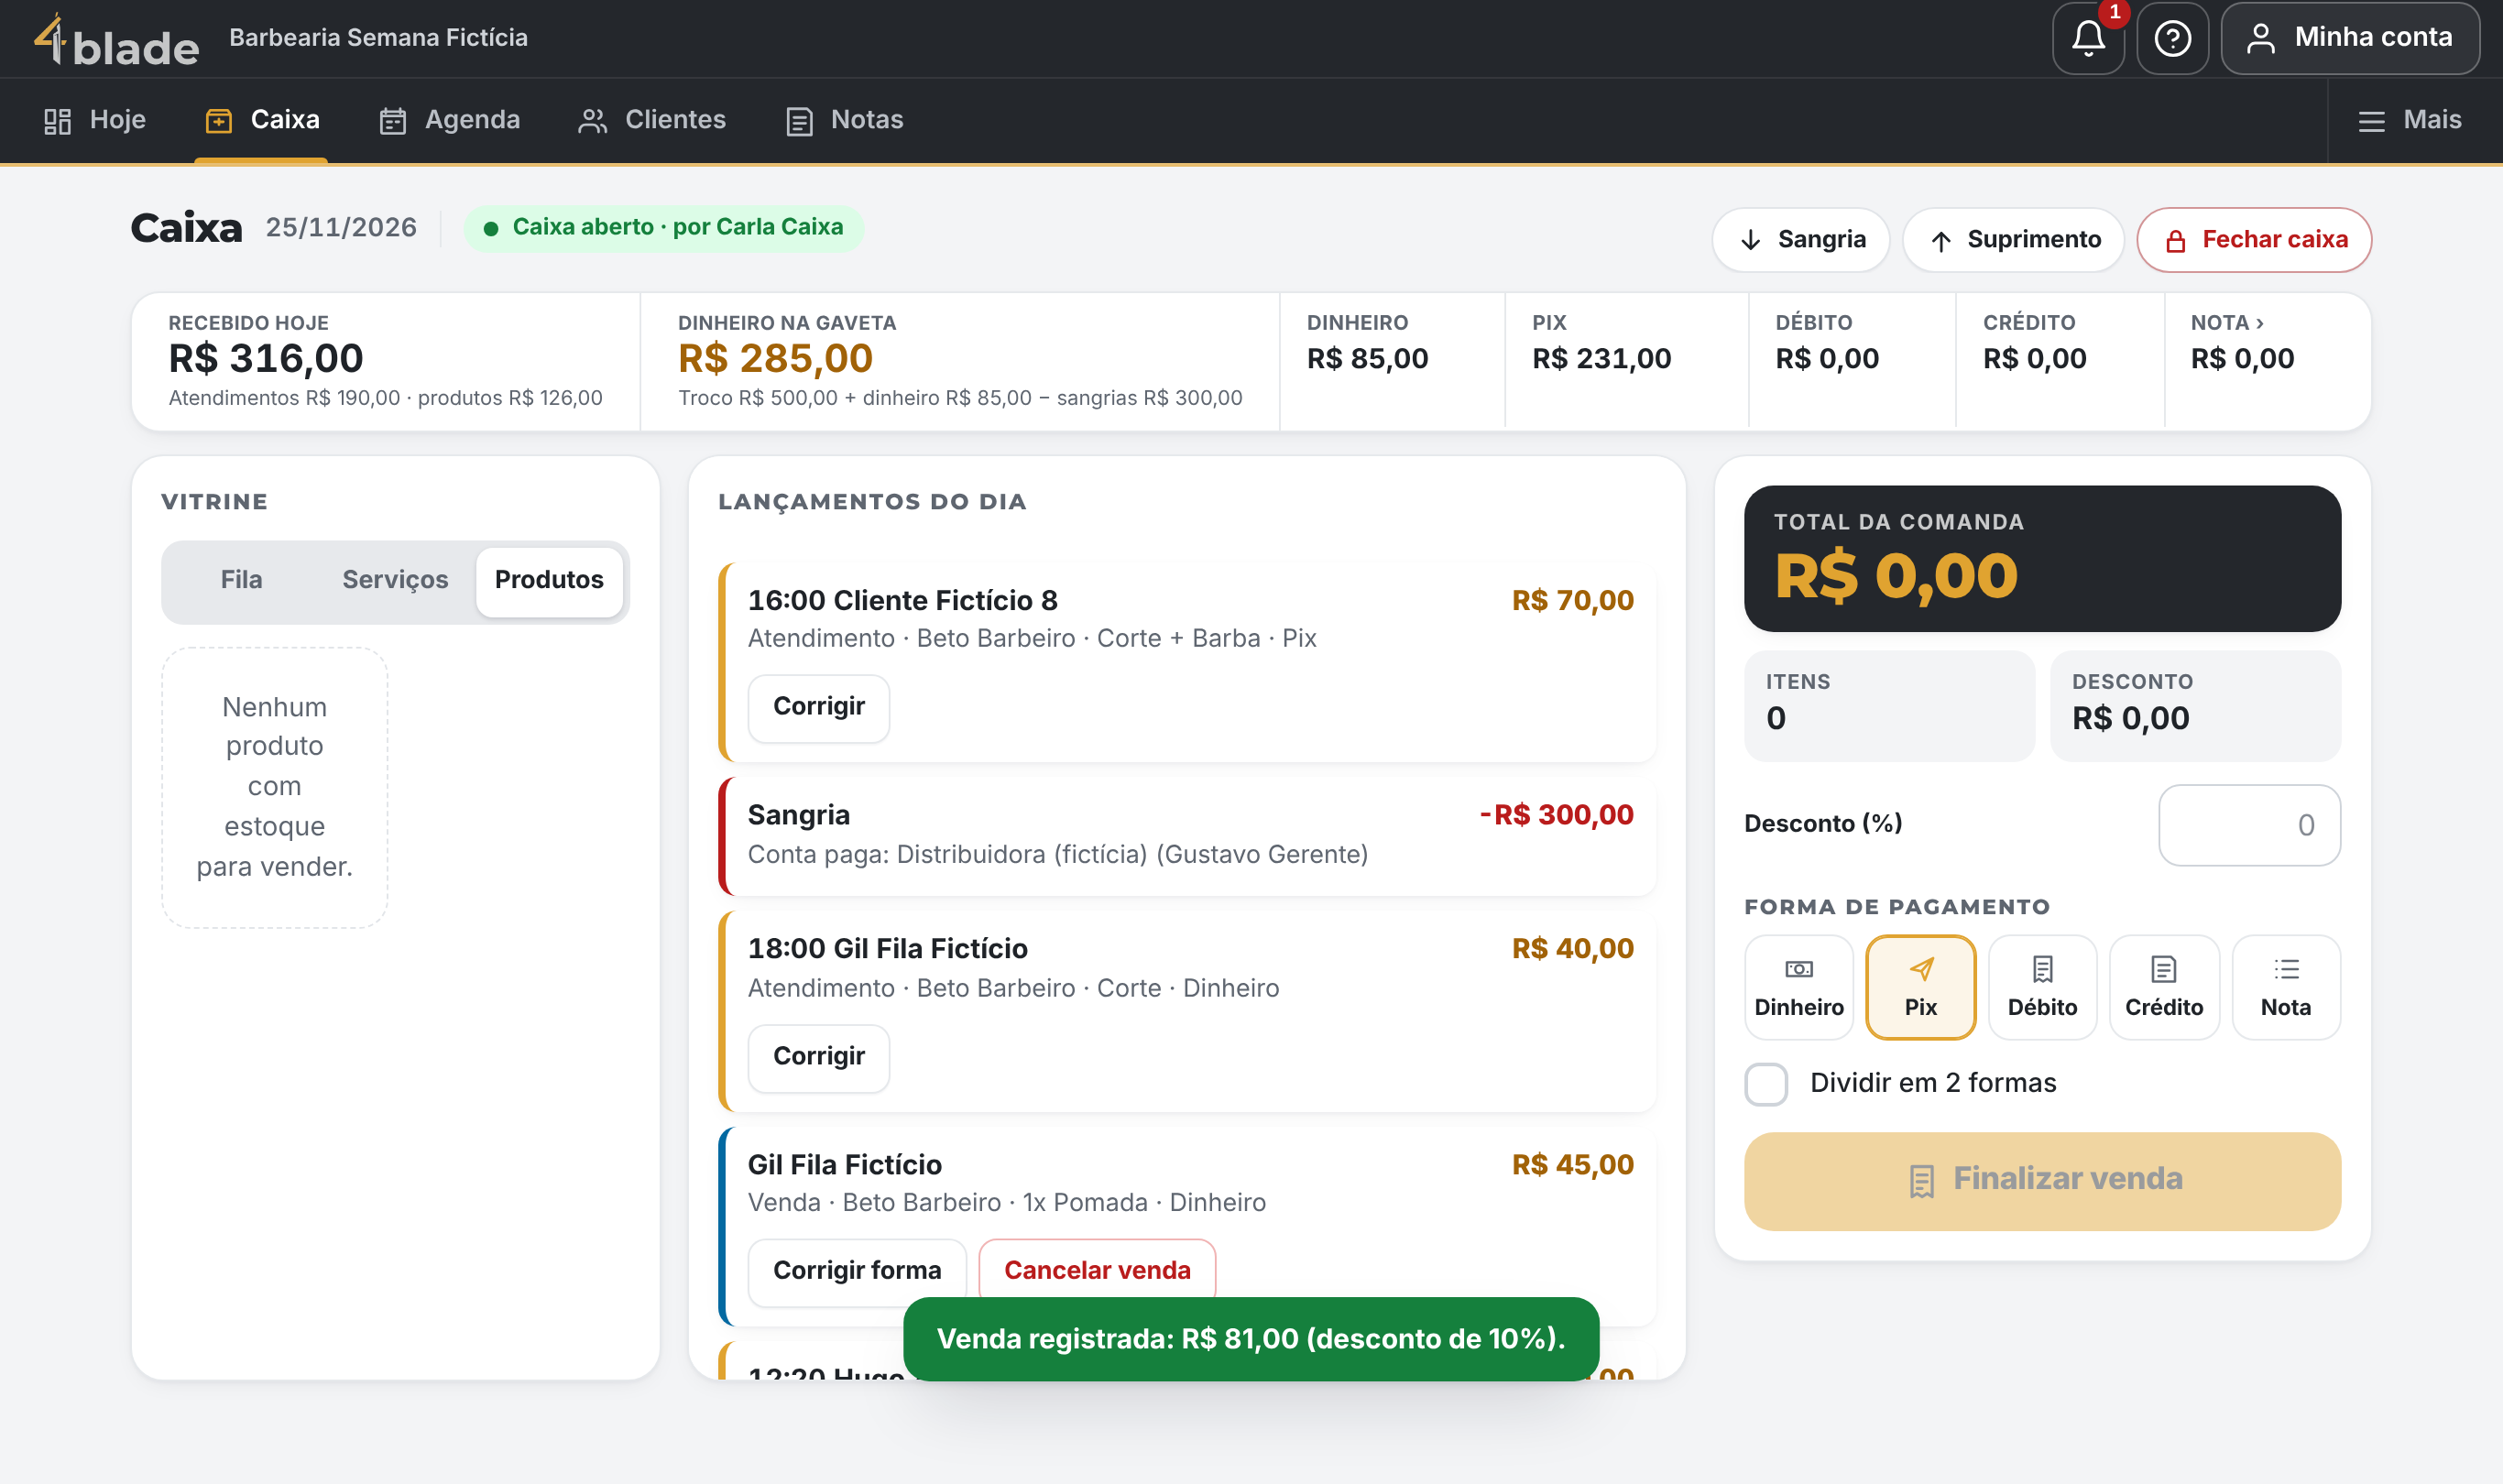 4blade
Barbearia Semana Fictícia
1
Minha conta
Hoje
Caixa
Agenda
Clientes
Notas
Mais
Caixa
25/11/2026
Caixa aberto · por Carla Caixa
Sangria
Suprimento
Fechar caixa
RECEBIDO HOJE
R$ 316,00
Atendimentos R$ 190,00 · produtos R$ 126,00
DINHEIRO NA GAVETA
R$ 285,00
Troco R$ 500,00 + dinheiro R$ 85,00 − sangrias R$ 300,00
DINHEIRO
R$ 85,00
PIX
R$ 231,00
DÉBITO
R$ 0,00
CRÉDITO
R$ 0,00
NOTA ›
R$ 0,00
VITRINE
Fila
Serviços
Produtos
Nenhum
produto
com
estoque
para vender.
LANÇAMENTOS DO DIA
16:00 Cliente Fictício 8
R$ 70,00
Atendimento · Beto Barbeiro · Corte + Barba · Pix
Corrigir
Sangria
-R$ 300,00
Conta paga: Distribuidora (fictícia) (Gustavo Gerente)
18:00 Gil Fila Fictício
R$ 40,00
Atendimento · Beto Barbeiro · Corte · Dinheiro
Corrigir
Gil Fila Fictício
R$ 45,00
Venda · Beto Barbeiro · 1x Pomada · Dinheiro
Corrigir forma
Cancelar venda
12:20 Hugo
Venda registrada: R$ 81,00 (desconto de 10%).
TOTAL DA COMANDA
R$ 0,00
ITENS
0
DESCONTO
R$ 0,00
Desconto (%)
0
FORMA DE PAGAMENTO
Dinheiro
Pix
Débito
Crédito
Nota
Dividir em 2 formas
Finalizar venda